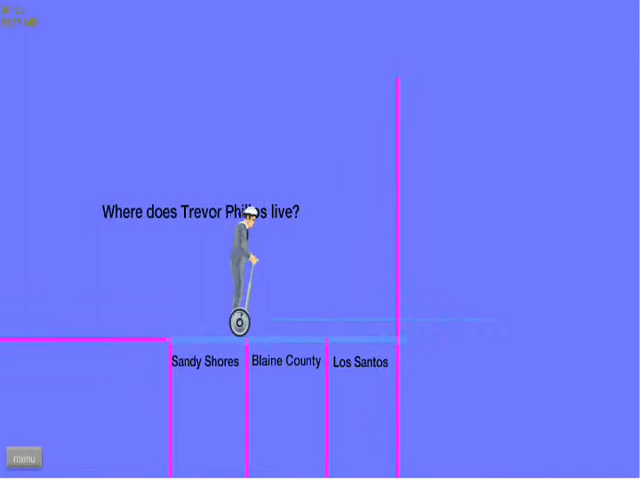 Where does Trevor Philips live?
Sandy Shores
Blaine County
Los Santos
menu